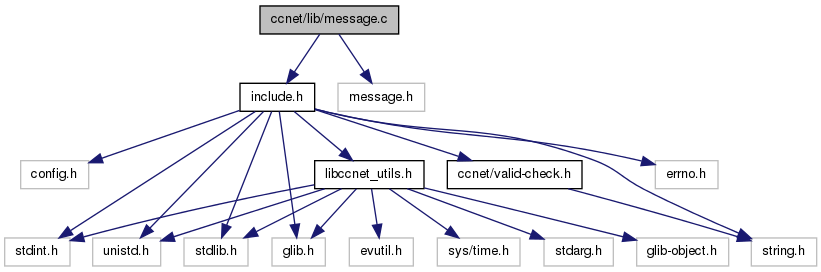 ccnet/lib/message.c
include.h
message.h
config.h
libccnet_utils.h
ccnet/valid-check.h
errno.h
stdint.h
unistd.h
stdlib.h
glib.h
evutil.h
sys/time.h
stdarg.h
glib-object.h
string.h